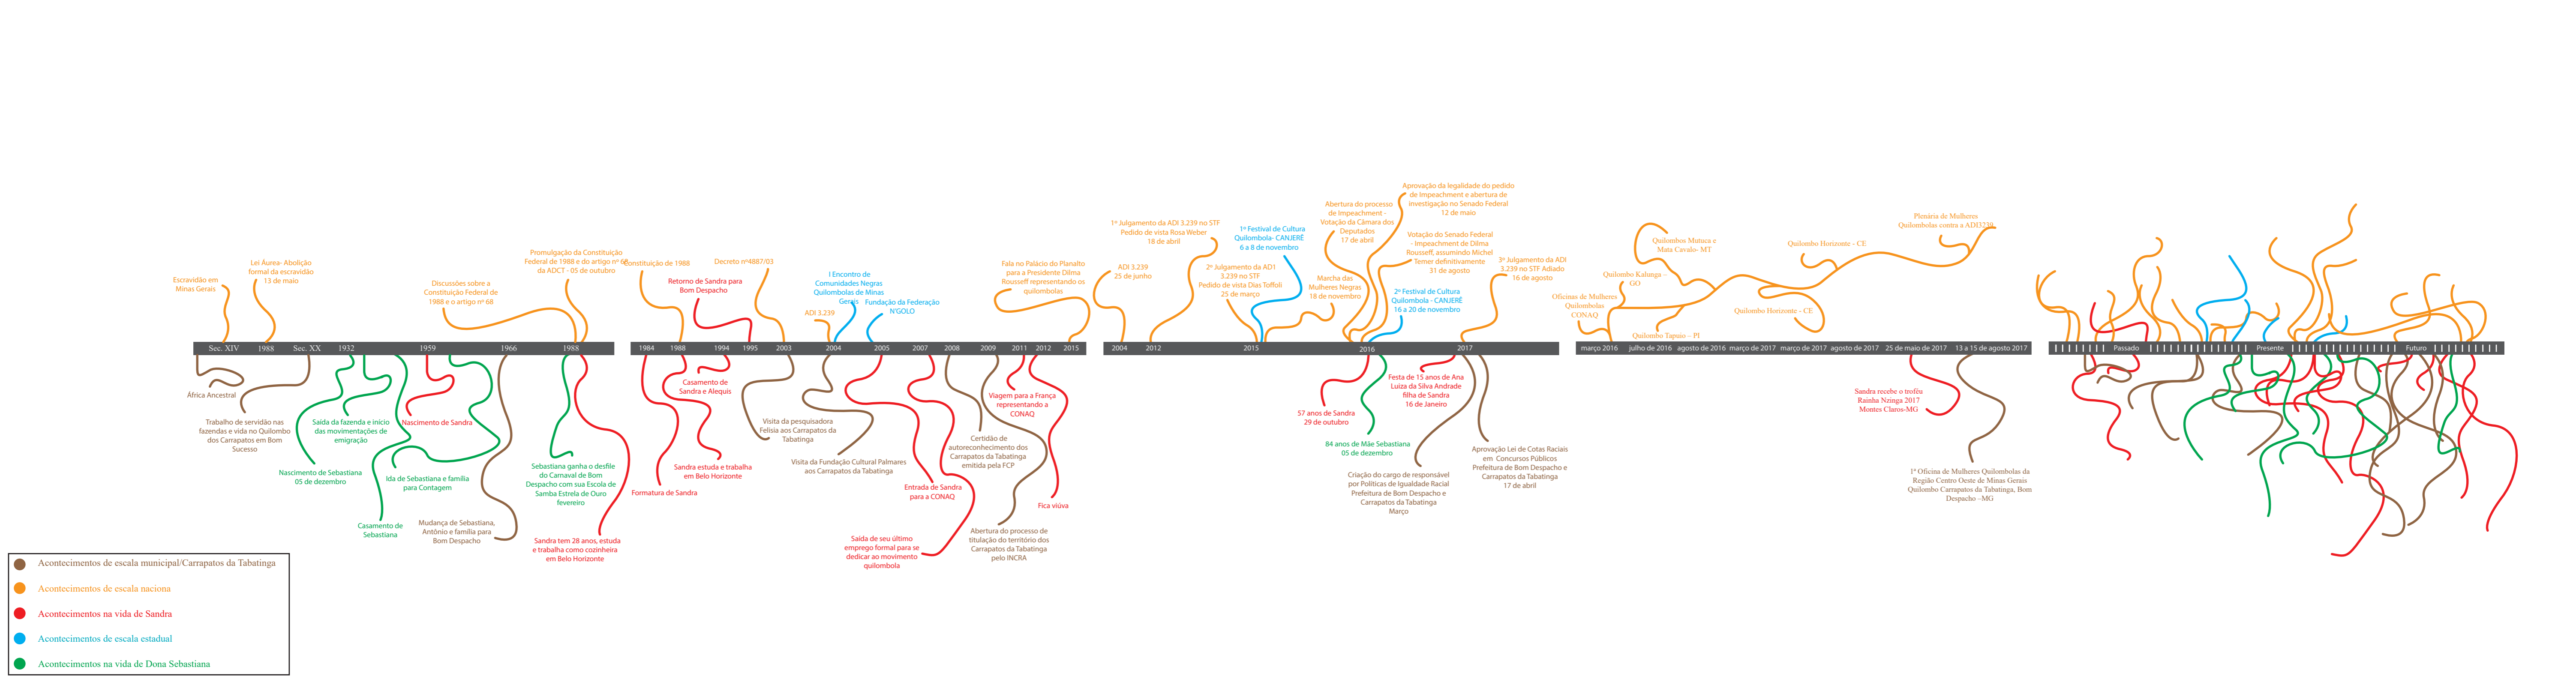 Escravidão em
Minas Gerais
Lei Áurea- Abolição
formal da escravidão
13 de maio
Discussões sobre a
Constituição Federal de
1988 e o artigo nº 68
Promulgação da Constituição
Federal de 1988 e do artigo nº 68
da ADCT - 05 de outubro
Sec. XIV
1988
Sec. XX
1932
1959
1966
1988
África Ancestral
Trabalho de servidão nas
fazendas e vida no Quilombo
dos Carrapatos em Bom
Sucesso
Nascimento de Sebastiana
05 de dezembro
Saída da fazenda e início
das movimentações de
emigração
Casamento de
Sebastiana
Nascimento de Sandra
Ida de Sebastiana e família
para Contagem
Mudança de Sebastiana,
Antônio e família para
Bom Despacho
Sebastiana ganha o desfile
do Carnaval de Bom
Despacho com sua Escola de
Samba Estrela de Ouro
fevereiro
Sandra tem 28 anos, estuda
e trabalha como cozinheira
em Belo Horizonte
Constituição de 1988
Retorno de Sandra para
Bom Despacho
Decreto nº4887/03
ADI 3.239
I Encontro de
Comunidades Negras
Quilombolas de Minas
Gerais
Fundação da Federação
N'GOLO
Fala no Palácio do Planalto
para a Presidente Dilma
Rousseff representando os
quilombolas
1984
1988
1994
1995
2003
2004
2005
2007
2008
2009
2011
2012
2015
Formatura de Sandra
Casamento de
Sandra e Alequis
Sandra estuda e trabalha
em Belo Horizonte
Visita da pesquisadora
Felisia aos Carrapatos da
Tabatinga
Visita da Fundação Cultural Palmares
aos Carrapatos da Tabatinga
Entrada de Sandra
para a CONAQ
Saída de seu último
emprego formal para se
dedicar ao movimento
quilombola
Certidão de
autoreconhecimento dos
Carrapatos da Tabatinga
emitida pela FCP
Viagem para a França
representando a
CONAQ
Fica viúva
Abertura do processo de
titulação do território dos
Carrapatos da Tabatinga
pelo INCRA
ADI 3.239
25 de junho
1º Julgamento da ADI 3.239 no STF
Pedido de vista Rosa Weber
18 de abril
2º Julgamento da AD1
3.239 no STF
Pedido de vista Dias Toffoli
25 de março
1º Festival de Cultura
Quilombola- CANJERÊ
6 a 8 de novembro
Marcha das
Mulheres Negras
18 de novembro
Abertura do processo
de Impeachment -
Votação da Câmara dos
Deputados
17 de abril
Aprovação da legalidade do pedido
de Impeachment e abertura de
investigação no Senado Federal
12 de maio
Votação do Senado Federal
- Impeachment de Dilma
Rousseff, assumindo Michel
Temer definitivamente
31 de agosto
2º Festival de Cultura
Quilombola - CANJERÊ
16 a 20 de novembro
3º Julgamento da ADI
3.239 no STF Adiado
16 de agosto
2004
2012
2015
2016
2017
57 anos de Sandra
29 de outubro
84 anos de Mãe Sebastiana
05 de dezembro
Festa de 15 anos de Ana
Luiza da Silva Andrade
filha de Sandra
16 de Janeiro
Criação do cargo de responsável
por Políticas de Igualdade Racial
Prefeitura de Bom Despacho e
Carrapatos da Tabatinga
Março
Aprovação Lei de Cotas Raciais
em Concursos Públicos
Prefeitura de Bom Despacho e
Carrapatos da Tabatinga
17 de abril
Oficinas de Mulheres
Quilombolas
CONAQ
Quilombo Kalunga -
GO
Quilombos Mutuca e
Mata Cavalo- MT
Quilombo Tapuio – PI
Quilombo Horizonte - CE
Quilombo Horizonte - CE
Plenária de Mulheres
Quilombolas contra a ADI3239
março 2016
julho de 2016
agosto de 2016
março de 2017
março de 2017
agosto de 2017
25 de maio de 2017
13 a 15 de agosto 2017
Sandra recebe o troféu
Rainha Nzinga 2017
Montes Claros-MG
1ª Oficina de Mulheres Quilombolas da
Região Centro Oeste de Minas Gerais
Quilombo Carrapatos da Tabatinga, Bom
Despacho –MG
Passado
Presente
Futuro
Acontecimentos de escala municipal/Carrapatos da Tabatinga
Acontecimentos de escala naciona
Acontecimentos na vida de Sandra
Acontecimentos de escala estadual
Acontecimentos na vida de Dona Sebastiana